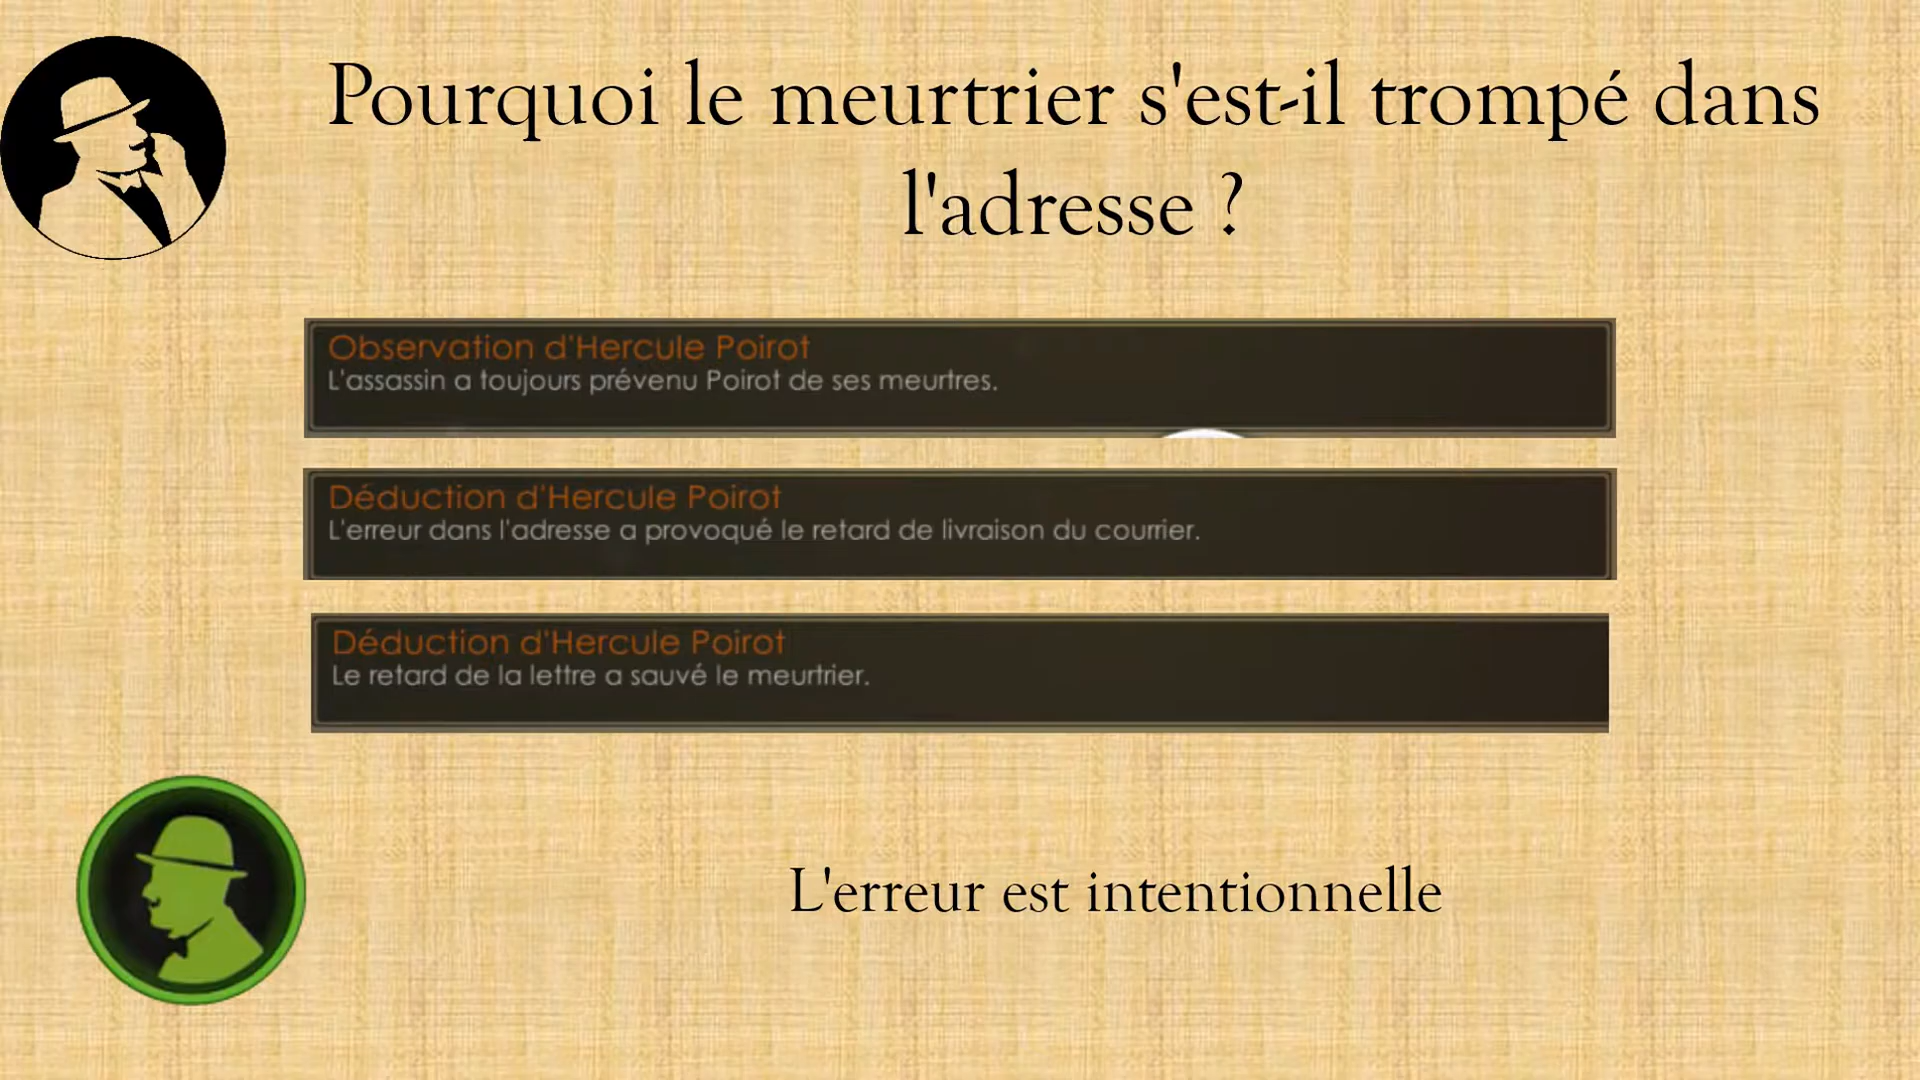 Pourquoi le meurtrier s'est-il trompé dans
l'adresse ?
Observation d'Hercule Poirot
L'assassin a toujours prévenu Poirot de ses meurtres.
Déduction d'Hercule Poirot
L'erreur dans l'adresse a provoqué le retard de livraison du courrier.
Déduction d'Hercule Poirot
Le retard de la lettre a sauvé le meurtrier.
L'erreur est intentionnelle